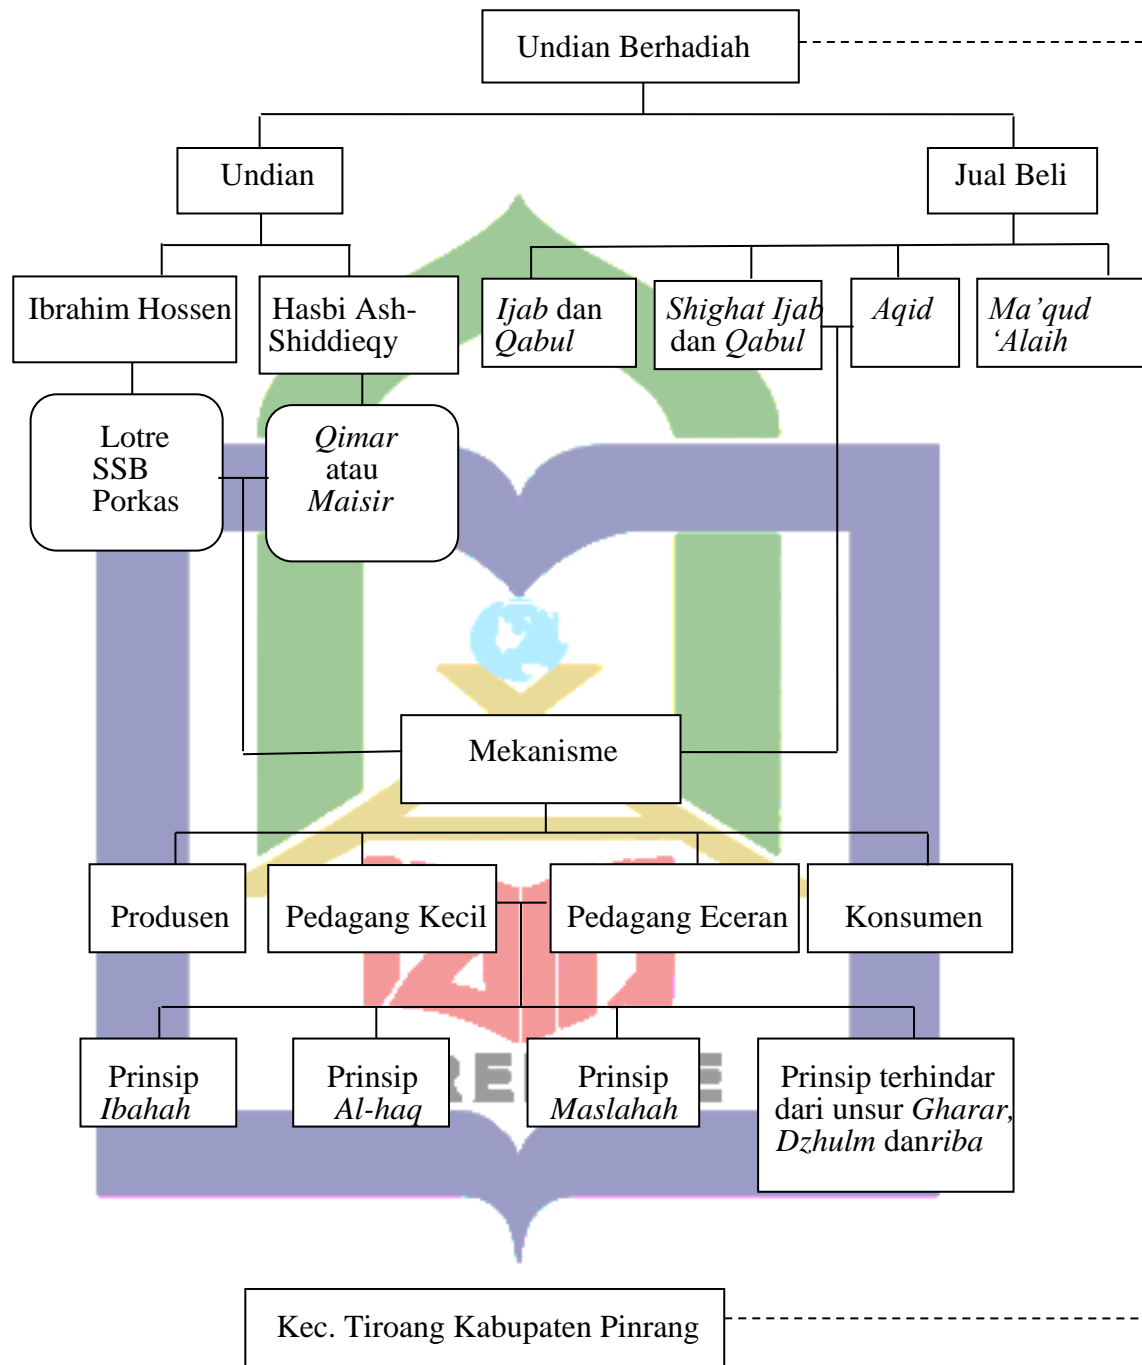 Undian Berhadiah
Undian
Jual Beli
Ibrahim Hossen
Hasbi Ash-
Shiddieqy
Ijab dan
Qabul
Shighat Ijab
dan Qabul
Aqid
Ma’qud
‘Alaih
Lotre
SSB
Porkas
Qimar
atau
Maisir
Mekanisme
Produsen
Pedagang Kecil
Pedagang Eceran
Konsumen
Prinsip
Ibahah
Prinsip
Al-haq
Prinsip
Maslahah
Prinsip terhindar
dari unsur Gharar,
Dzhulm danriba
Kec. Tiroang Kabupaten Pinrang